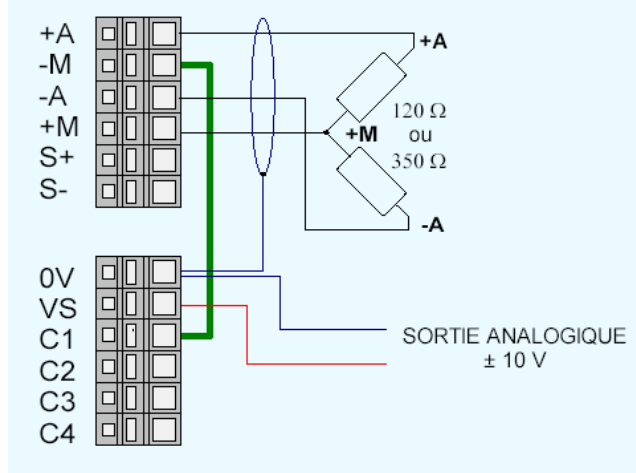 +A
-M
-A
+M
S+
S-
+A
120 Ω
+M
ou
350 Ω
-A
0V
VS
C1
C2
C3
C4
SORTIE ANALOGIQUE
± 10 V